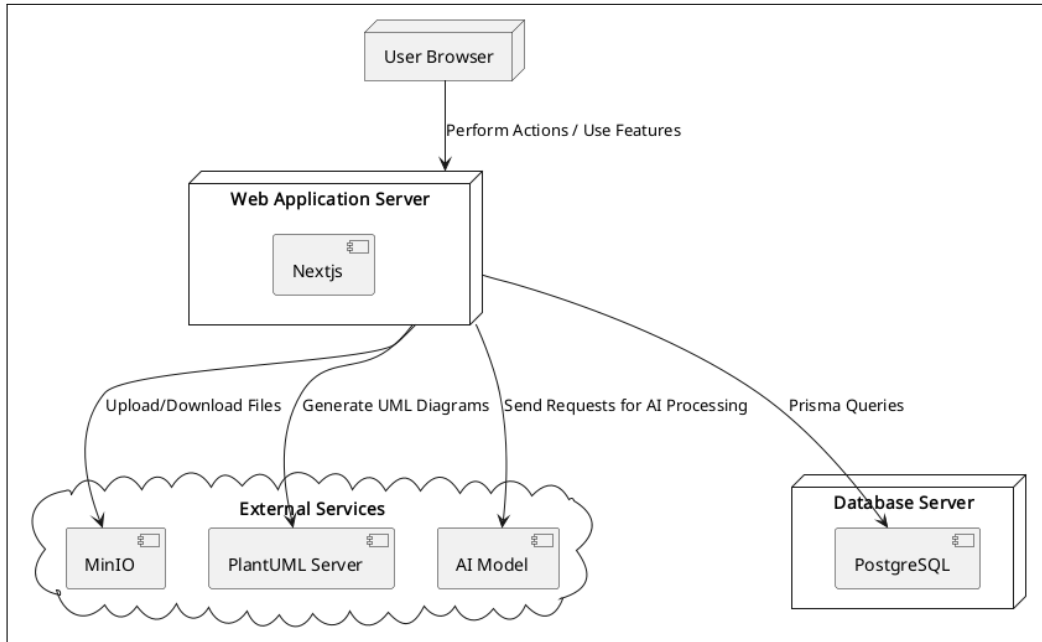 User Browser
Perform Actions / Use Features
Web Application Server
Nextjs
Upload/Download Files
Generate UML Diagrams
Send Requests for AI Processing
Prisma Queries
External Services
Database Server
MinIO
PlantUML Server
AI Model
PostgreSQL